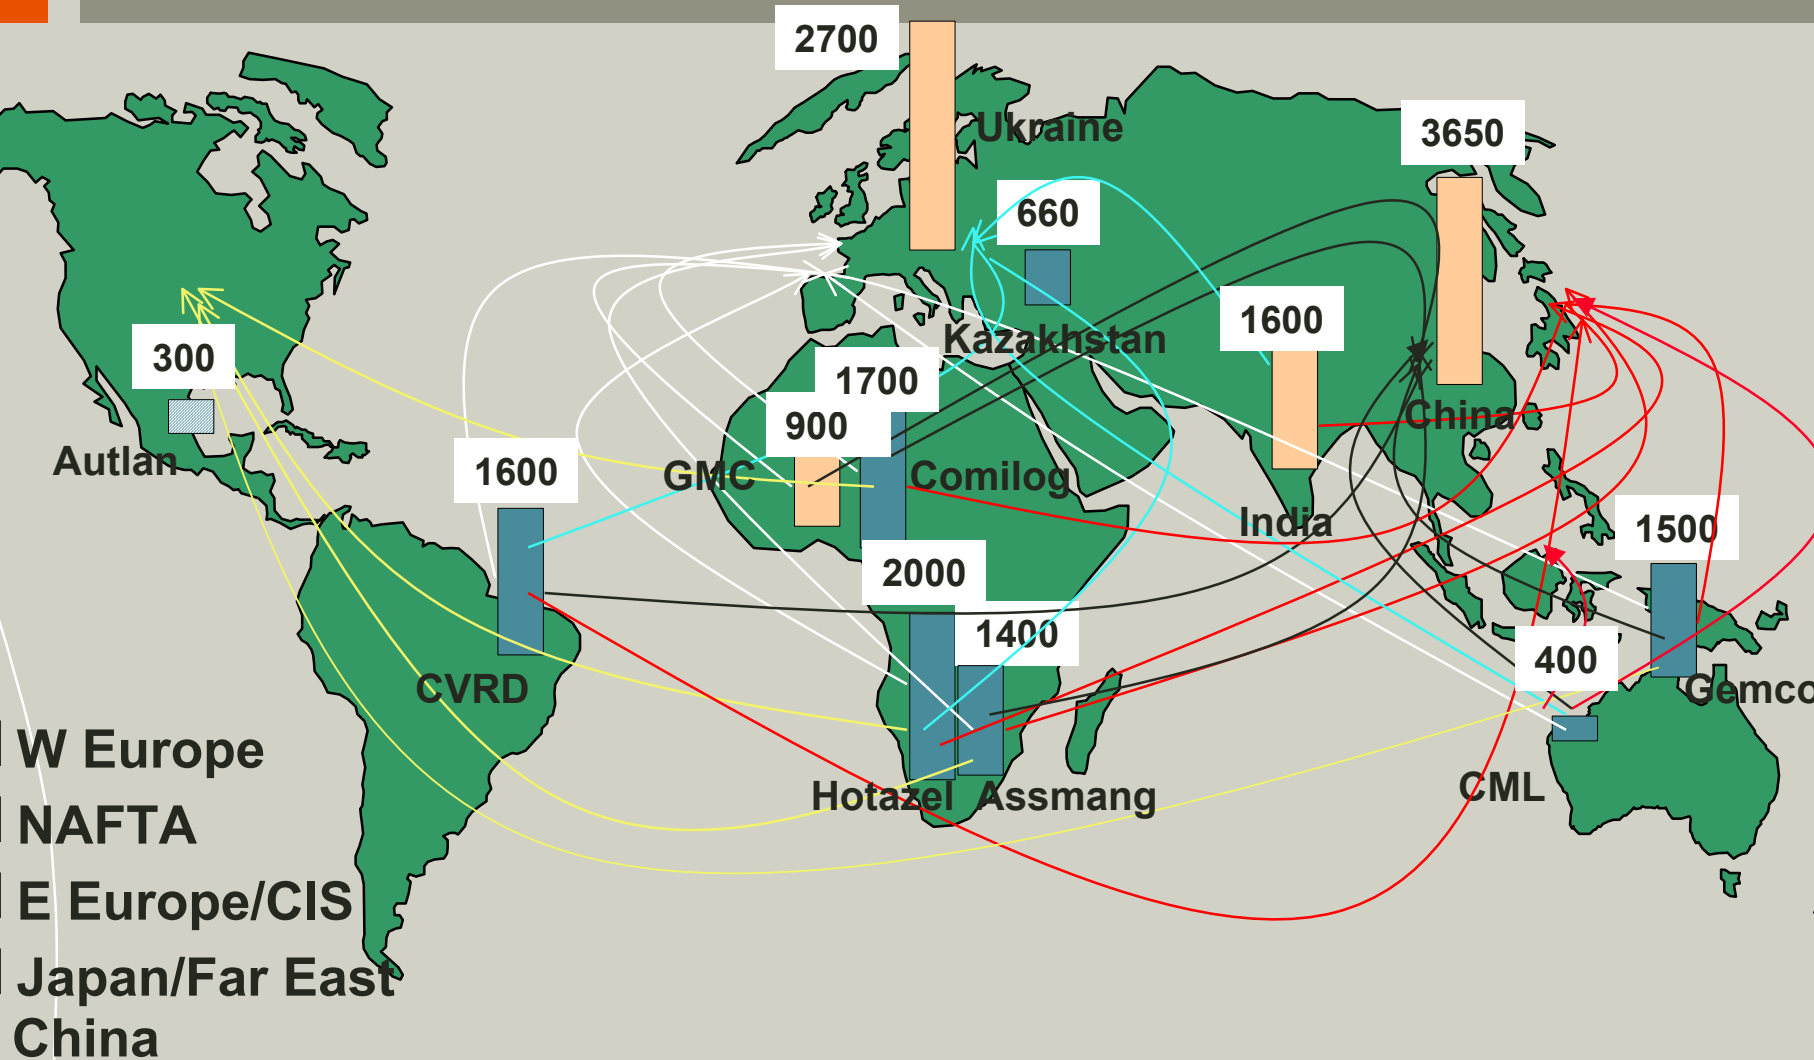 2700
Ukraine
3650
660
300
Kazakhstan
1600
1700
900
Autlan
1600
GMC
Comilog
China
India
1500
2000
1400
400
CVRD
Gemco
W Europe
Hotazel
Assmang
CML
NAFTA
E Europe/CIS
Japan/Far East
China